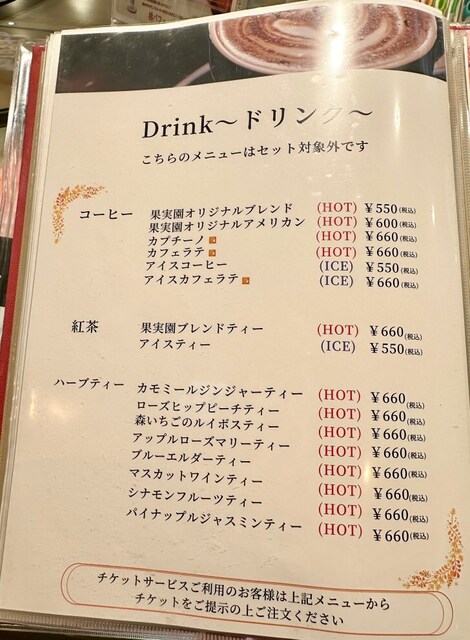 Drink～ドリンク～
こちらのメニューはセット対象外です
コーヒー 果実園オリジナルブレンド (HOT) ¥550(税込)
果実園オリジナルアメリカン (HOT) ¥600(税込)
カプチーノ (HOT) ¥660(税込)
カフェラテ (HOT) ¥660(税込)
アイスコーヒー (ICE) ¥550(税込)
アイスカフェラテ (ICE) ¥660(税込)
紅茶 果実園ブレンドティー (HOT) ¥660(税込)
アイスティー (ICE) ¥550(税込)
ハーブティー カモミールジンジャーティー (HOT) ¥660(税込)
ローズヒップピーチティー (HOT) ¥660(税込)
森いちごのルイボスティー (HOT) ¥660(税込)
アップルローズマリーティー (HOT) ¥660(税込)
ブルーエルダーティー (HOT) ¥660(税込)
マスカットワインティー (HOT) ¥660(税込)
シナモンフルーツティー (HOT) ¥660(税込)
パイナップルジャスミンティー (HOT) ¥660(税込)
チケットサービスご利用のお客様は上記メニューから
チケットをご提示の上ご注文ください